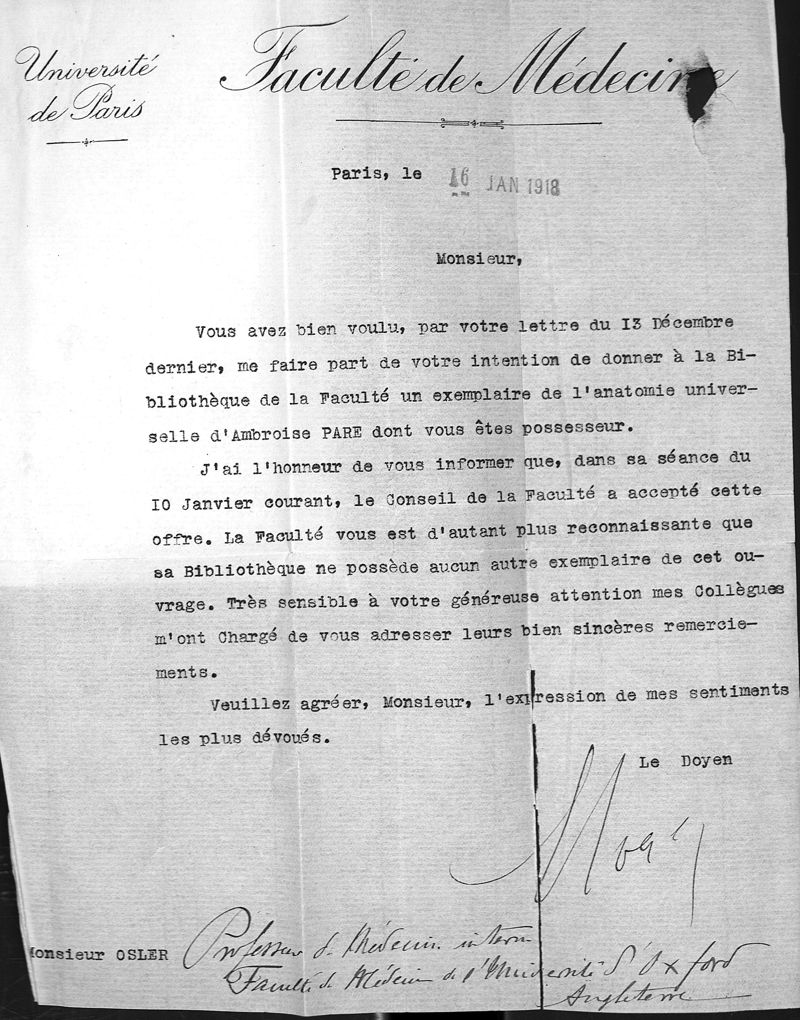 Université
de Paris
Faculté de Médecine
Paris, le 16 JAN 1918
Monsieur,
Vous avez bien voulu, par votre lettre du I3 Décembre
dernier, me faire part de votre intention de donner à la Bi-
bliothèque de la Faculté un exemplaire de l'anatomie univer-
selle d'Ambroise PARE dont vous êtes possesseur.
J'ai l'honneur de vous informer que, dans sa séance du
IO Janvier courant, le Conseil de la Faculté a accepté cette
offre. La Faculté vous est d'autant plus reconnaissante que
sa Bibliothèque ne possède aucun autre exemplaire de cet ou-
vrage. Très sensible à votre généreuse attention mes Collègues
m'ont Chargé de vous adresser leurs bien sincères remercie-
ments.
Veuillez agréer, Monsieur, l'expression de mes sentiments
les plus dévoués.
Le Doyen
Monsieur OSLER Professeur de Médecine interne
Faculté de Médecine de l'Université d'Oxford
Angleterre